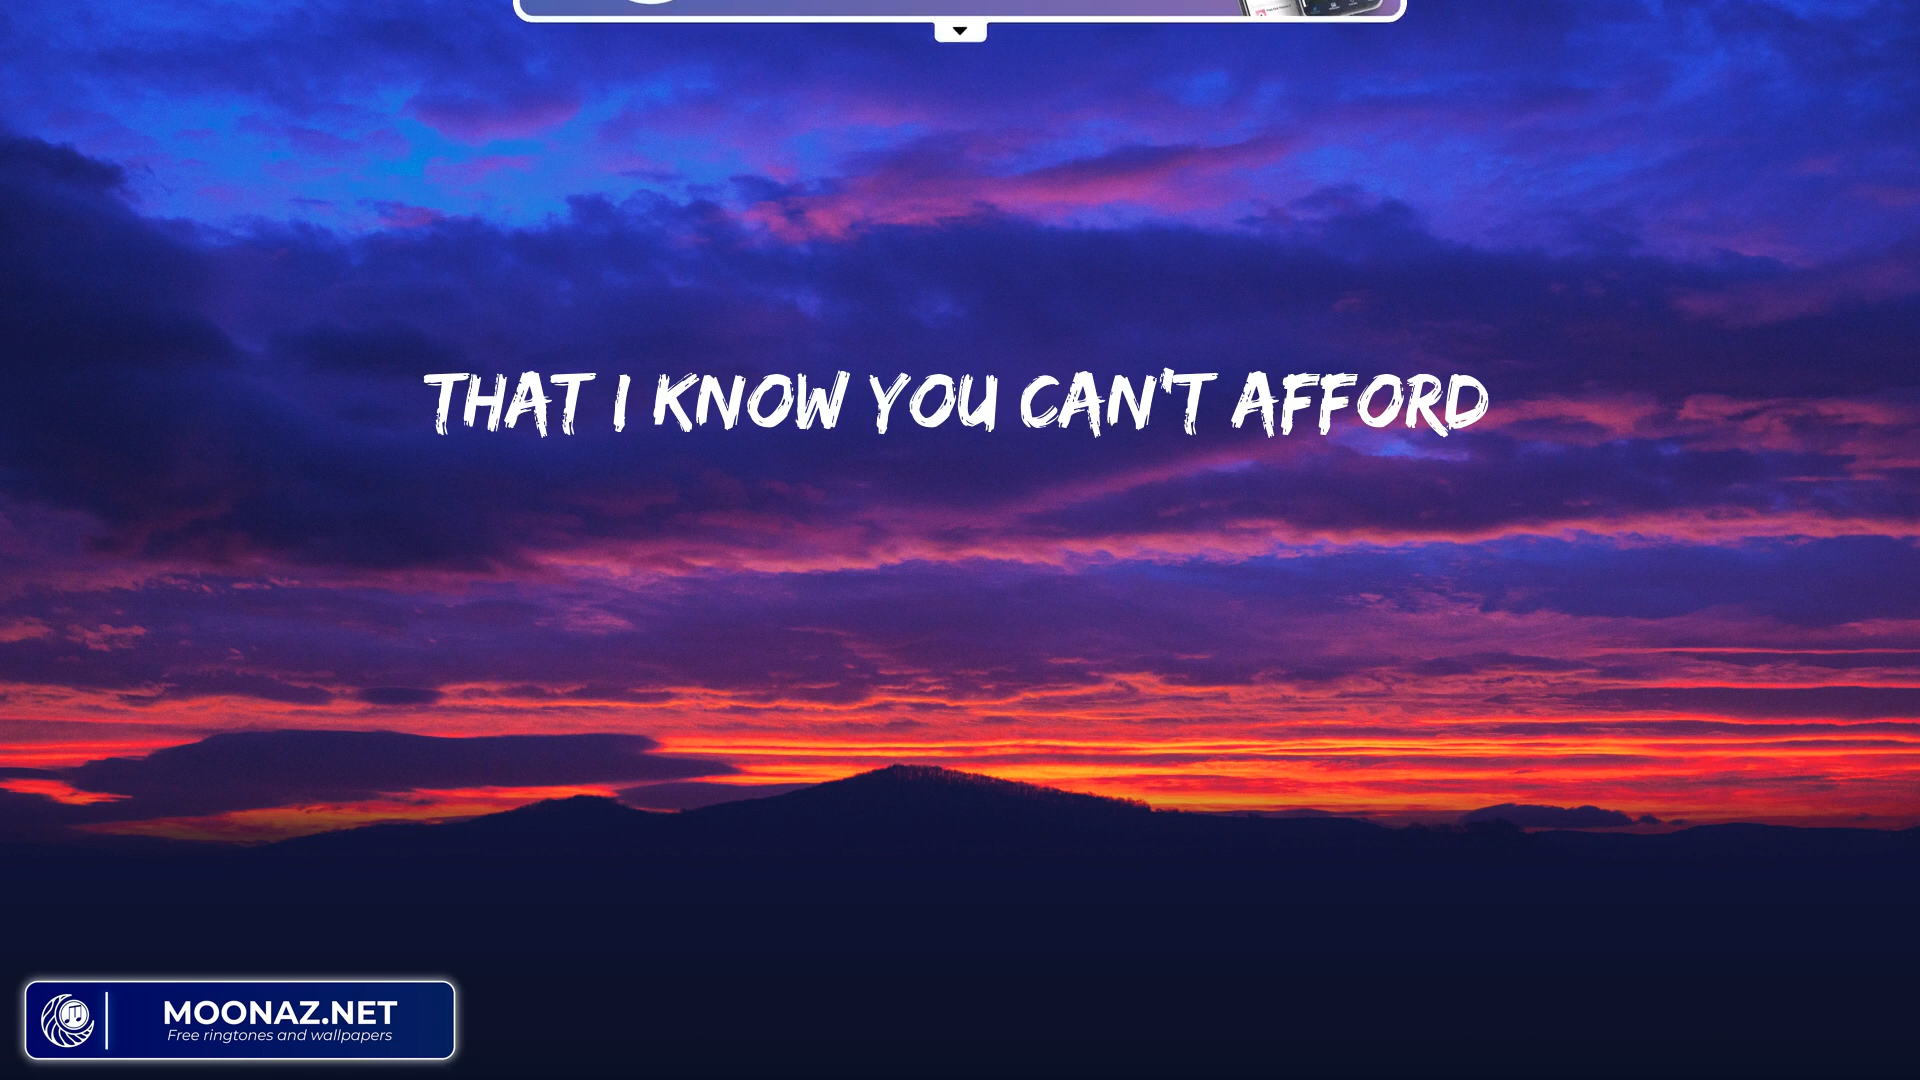 THAT I KNOW YOU CAN'T AFFORD
MOONAZ.NET
Free ringtones and wallpapers